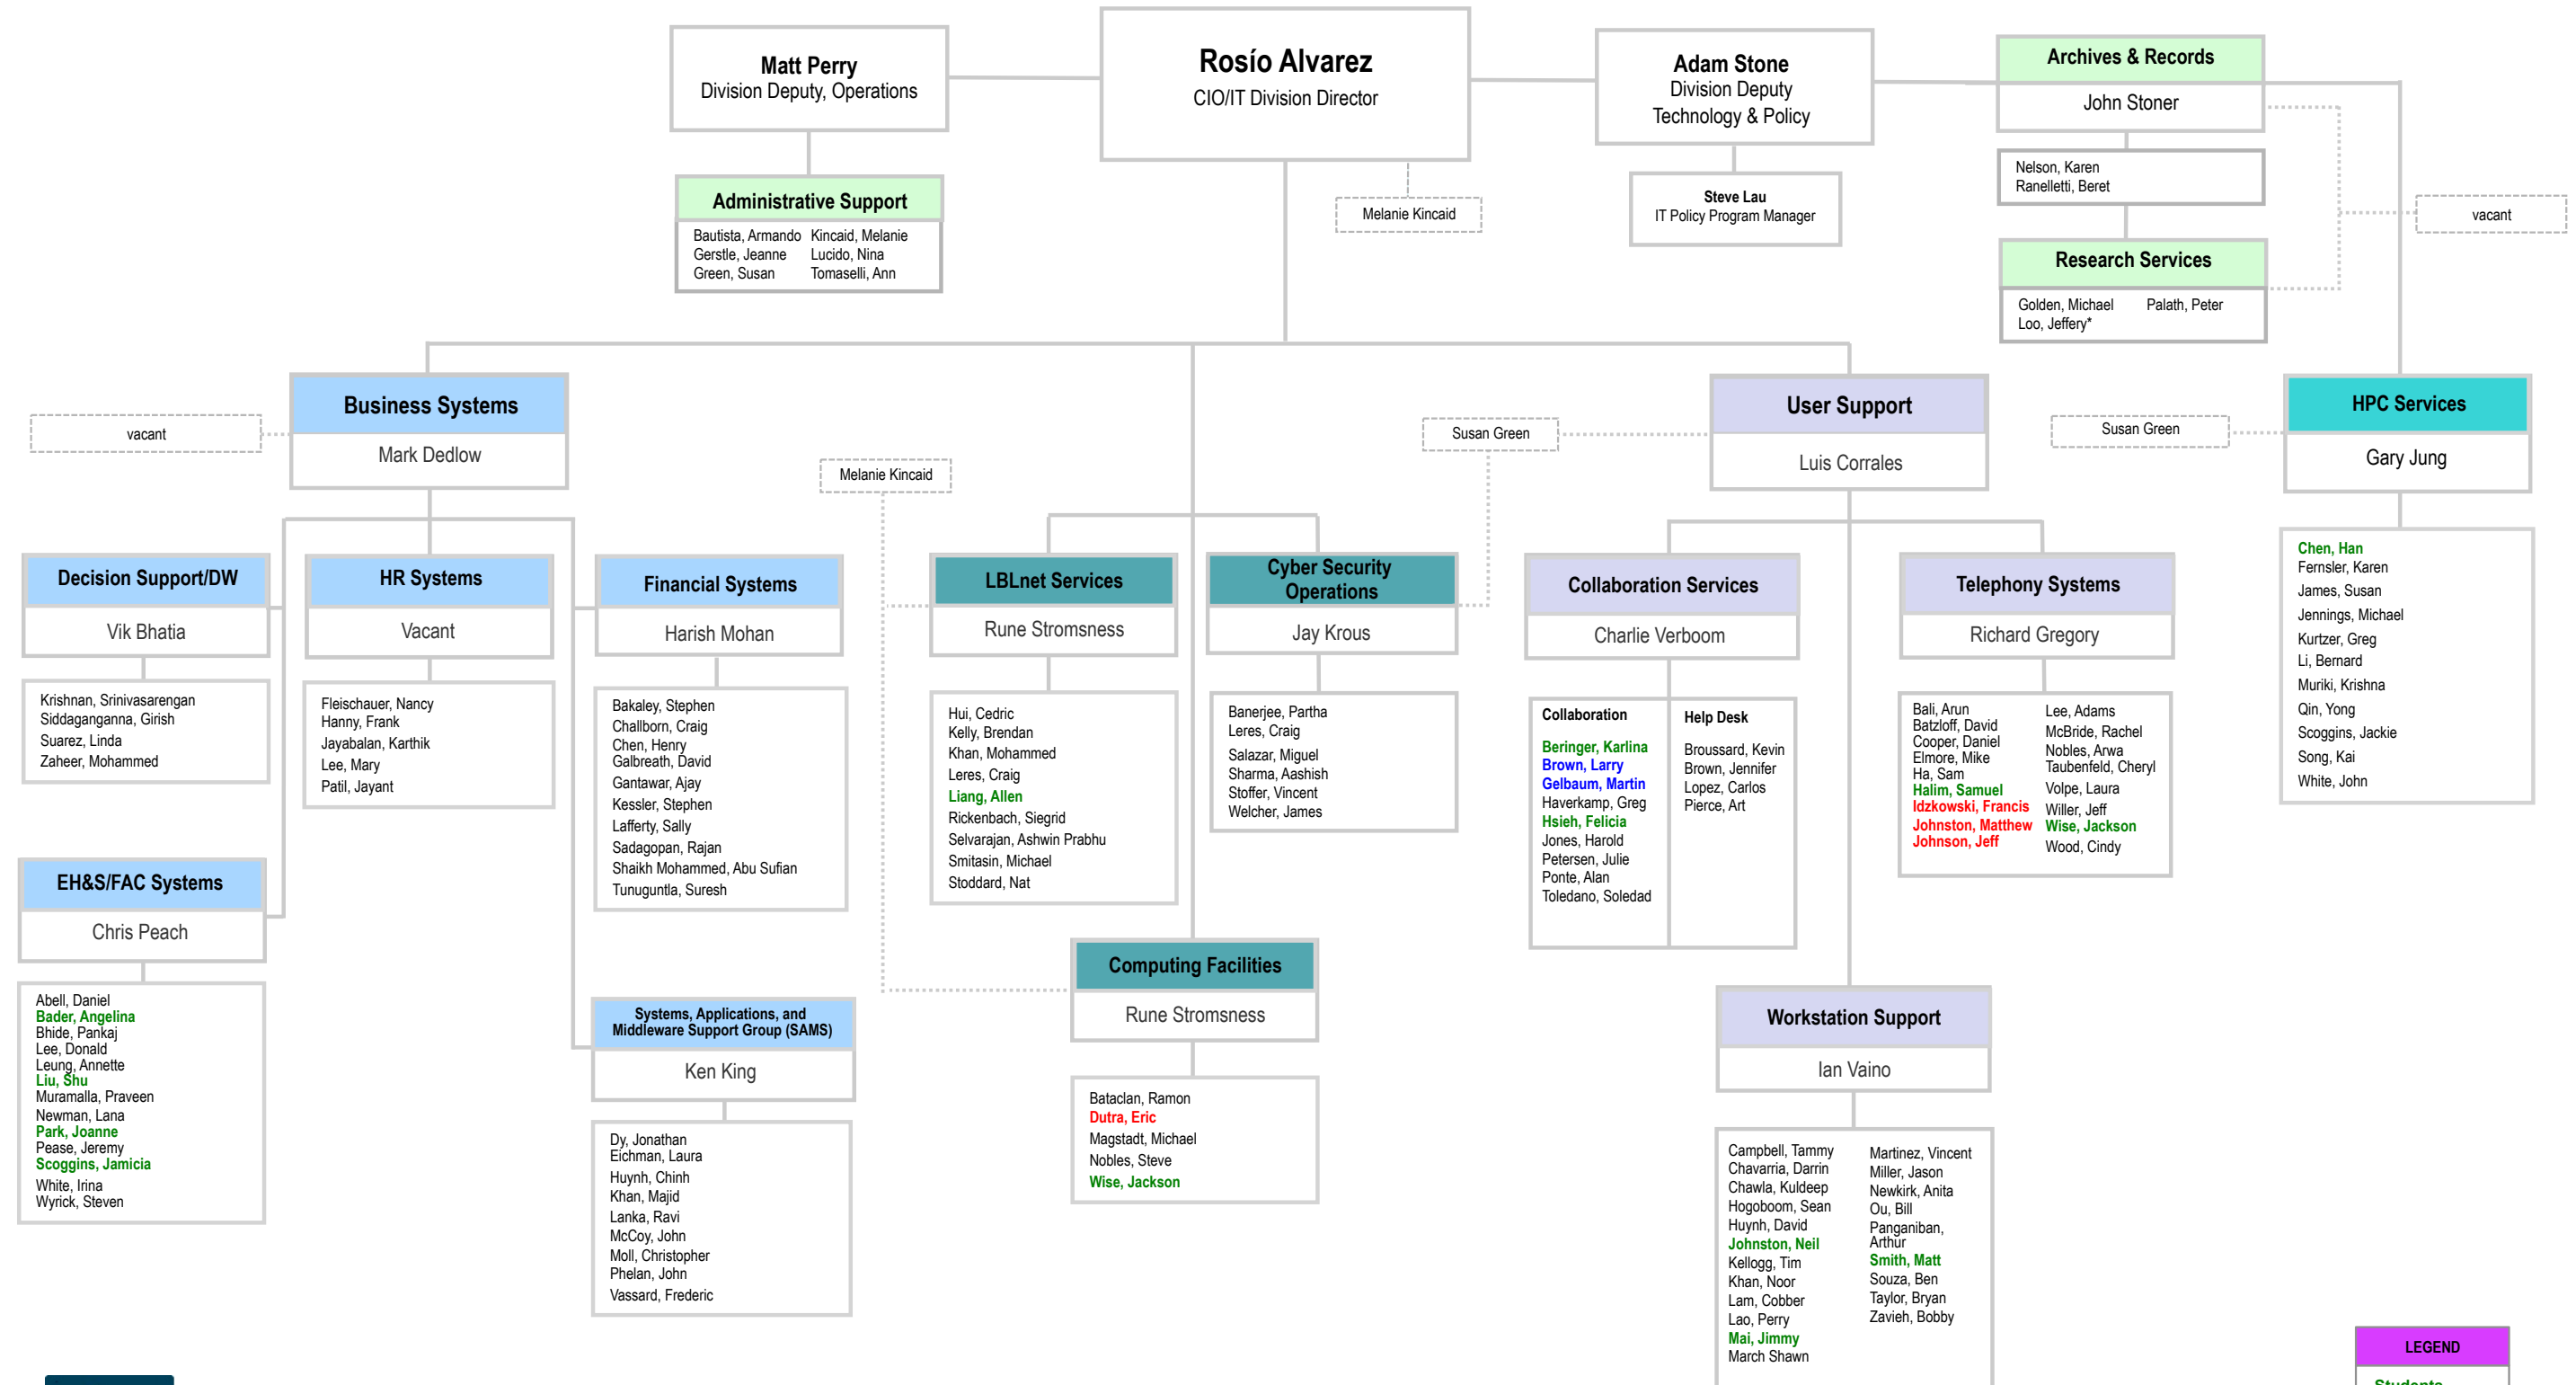 Matt Perry
Division Deputy, Operations
Rosío Alvarez
CIO/IT Division Director
Adam Stone
Division Deputy
Technology & Policy
Archives & Records
John Stoner
Nelson, Karen
Ranelletti, Beret
Administrative Support
Bautista, Armando Kincaid, Melanie
Gerstle, Jeanne Lucido, Nina
Green, Susan Tomaselli, Ann
Melanie Kincaid
Steve Lau
IT Policy Program Manager
vacant
Research Services
Golden, Michael Palath, Peter
Loo, Jeffery*
Business Systems
Mark Dedlow
vacant
Melanie Kincaid
Susan Green
User Support
Luis Corrales
Susan Green
HPC Services
Gary Jung
Decision Support/DW
Vik Bhatia
Krishnan, Srinivasarengan
Siddaganganna, Girish
Suarez, Linda
Zaheer, Mohammed
HR Systems
Vacant
Fleischauer, Nancy
Hanny, Frank
Jayabalan, Karthik
Lee, Mary
Patil, Jayant
Financial Systems
Harish Mohan
Bakaley, Stephen
Challborn, Craig
Chen, Henry
Galbreath, David
Gantawar, Ajay
Kessler, Stephen
Lafferty, Sally
Sadagopan, Rajan
Shaikh Mohammed, Abu Sufian
Tunuguntla, Suresh
LBLnet Services
Rune Stromsness
Hui, Cedric
Kelly, Brendan
Khan, Mohammed
Leres, Craig
Liang, Allen
Rickenbach, Siegrid
Selvarajan, Ashwin Prabhu
Smitasin, Michael
Stoddard, Nat
Cyber Security
Operations
Jay Krous
Banerjee, Partha
Leres, Craig
Salazar, Miguel
Sharma, Aashish
Stoffer, Vincent
Welcher, James
Collaboration Services
Charlie Verboom
Collaboration
Beringer, Karlina
Brown, Larry
Gelbaum, Martin
Haverkamp, Greg
Hsieh, Felicia
Jones, Harold
Petersen, Julie
Ponte, Alan
Toledano, Soledad
Help Desk
Broussard, Kevin
Brown, Jennifer
Lopez, Carlos
Pierce, Art
Telephony Systems
Richard Gregory
Bali, Arun
Batzloff, David
Cooper, Daniel
Elmore, Mike
Ha, Sam
Halim, Samuel
Idzkowski, Francis
Johnston, Matthew
Johnson, Jeff
Lee, Adams
McBride, Rachel
Nobles, Arwa
Taubenfeld, Cheryl
Volpe, Laura
Willer, Jeff
Wise, Jackson
Wood, Cindy
Chen, Han
Fernsler, Karen
James, Susan
Jennings, Michael
Kurtzer, Greg
Li, Bernard
Muriki, Krishna
Qin, Yong
Scoggins, Jackie
Song, Kai
White, John
EH&S/FAC Systems
Chris Peach
Abell, Daniel
Bader, Angelina
Bhide, Pankaj
Lee, Donald
Leung, Annette
Liu, Shu
Muramalla, Praveen
Newman, Lana
Park, Joanne
Pease, Jeremy
Scoggins, Jamicia
White, Irina
Wyrick, Steven
Systems, Applications, and
Middleware Support Group (SAMS)
Ken King
Dy, Jonathan
Eichman, Laura
Huynh, Chinh
Khan, Majid
Lanka, Ravi
McCoy, John
Moll, Christopher
Phelan, John
Vassard, Frederic
Computing Facilities
Rune Stromsness
Bataclan, Ramon
Dutra, Eric
Magstadt, Michael
Nobles, Steve
Wise, Jackson
Workstation Support
Ian Vaino
Campbell, Tammy
Chavarria, Darrin
Chawla, Kuldeep
Hogoboom, Sean
Huynh, David
Johnston, Neil
Kellogg, Tim
Khan, Noor
Lam, Cobber
Lao, Perry
Mai, Jimmy
March Shawn
Martinez, Vincent
Miller, Jason
Newkirk, Anita
Ou, Bill
Panganiban,
Arthur
Smith, Matt
Souza, Ben
Taylor, Bryan
Zavieh, Bobby
LEGEND
Students